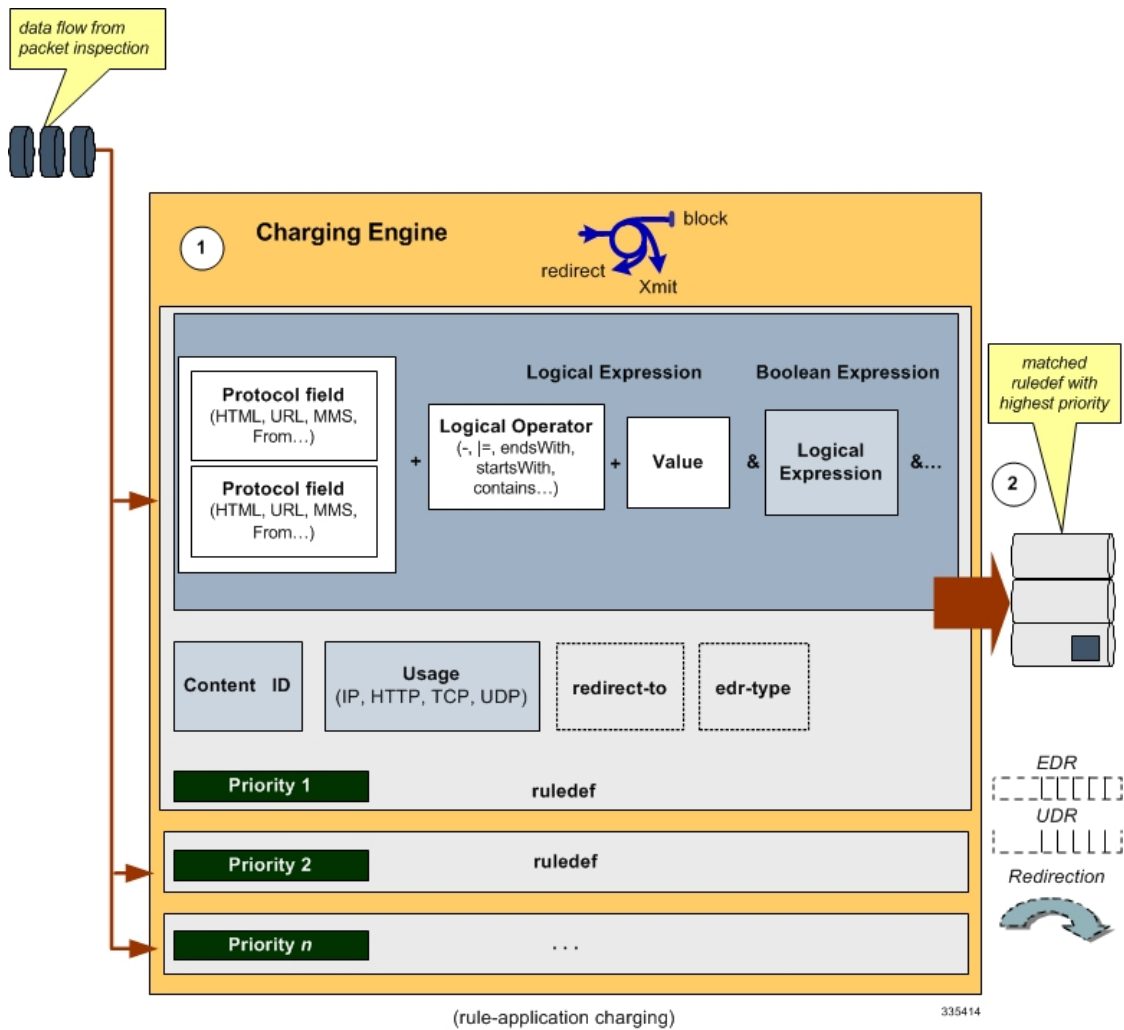 data flow from
packet inspection
1
Charging Engine
block
redirect
Xmit
Logical Expression
Boolean Expression
Protocol field
(HTML, URL, MMS,
From…)
Protocol field
(HTML, URL, MMS,
From…)
+
Logical Operator
(-, |=, endsWith,
startsWith,
contains…)
+
Value
&
Logical
Expression
&…
matched
ruledef with
highest priority
2
Content ID
Usage
(IP, HTTP, TCP, UDP)
redirect-to
edr-type
Priority 1
ruledef
EDR
UDR
Redirection
Priority 2
ruledef
Priority n
. . .
(rule-application charging)
335414